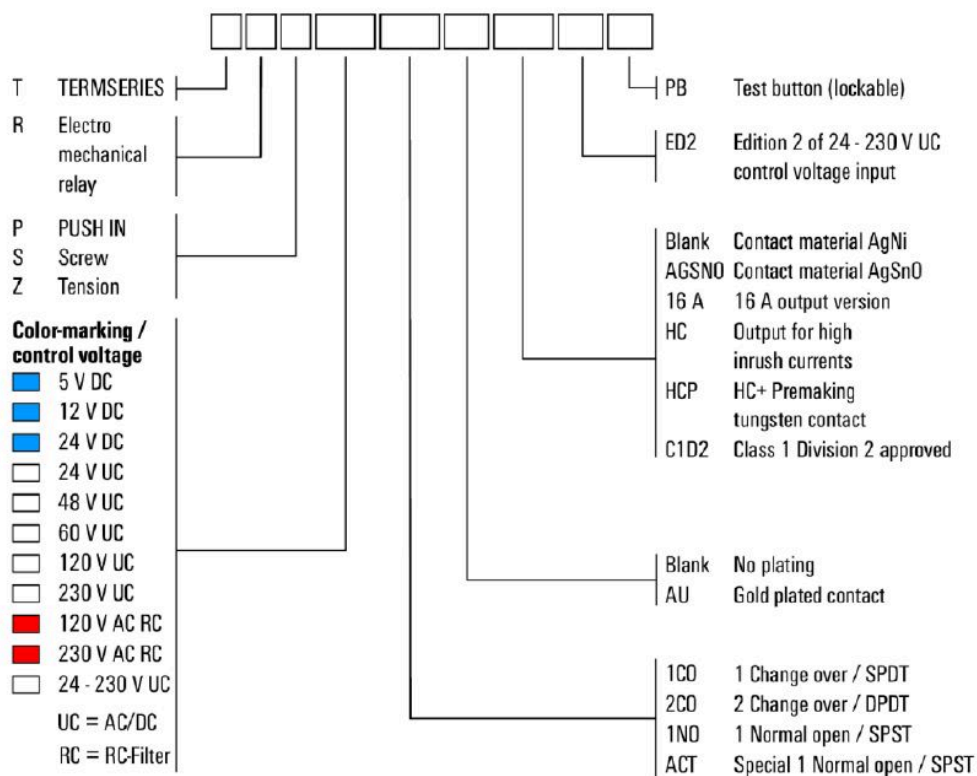 T TERMSERIES
R Electro
mechanical
relay
P PUSH IN
S Screw
Z Tension
Color-marking /
control voltage
5 V DC
12 V DC
24 V DC
24 V UC
48 V UC
60 V UC
120 V UC
230 V UC
120 V AC RC
230 V AC RC
24 - 230 V UC
UC = AC/DC
RC = RC-Filter
PB Test button (lockable)
ED2 Edition 2 of 24 - 230 V UC
control voltage input
Blank Contact material AgNi
AGSNO Contact material AgSnO
16 A 16 A output version
HC Output for high
inrush currents
HCP HC+ Premaking
tungsten contact
C1D2 Class 1 Division 2 approved
Blank No plating
AU Gold plated contact
1CO 1 Change over / SPDT
2CO 2 Change over / DPDT
1NO 1 Normal open / SPST
ACT Special 1 Normal open / SPST